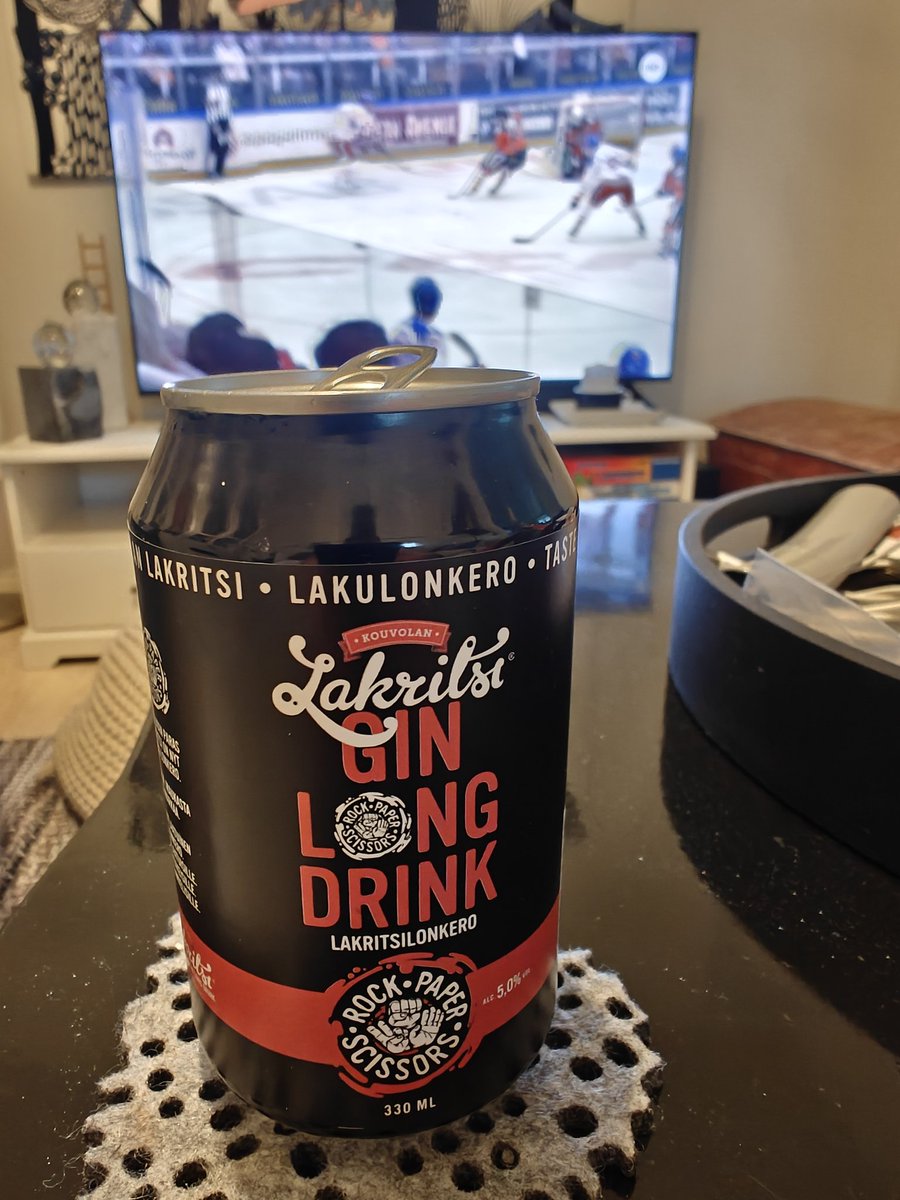 N LAKRITSI • LAKULONKERO • TASTE
• KOUVOLAN •
Lakritsi
GIN
LONG
ROCK • PAPER
SCISSORS
DRINK
LAKRITSILONKERO
ROCK • PAPER
• SCISSORS •
ALC 5,0%
330 ML